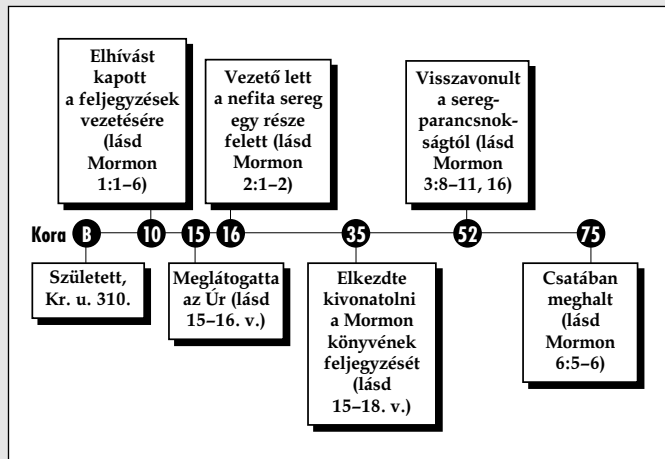 Elhívást
kapott
a feljegyzések
vezetésére
(lásd
Mormon
1:1–6)
Vezető lett
a nefita sereg
egy része
felett (lásd
Mormon
2:1–2)
Visszavonult
a sereg-
parancsnok-
ságtól (lásd
Mormon
3:8–11, 16)
Kora B 10 15 16 35 52 75
Született,
Kr. u. 310.
Meglátogatta
az Úr (lásd
15–16. v.)
Elkezdte
kivonatolni
a Mormon
könyvének
feljegyzését
(lásd
15–18. v.)
Csatában
meghalt
(lásd
Mormon
6:5–6)